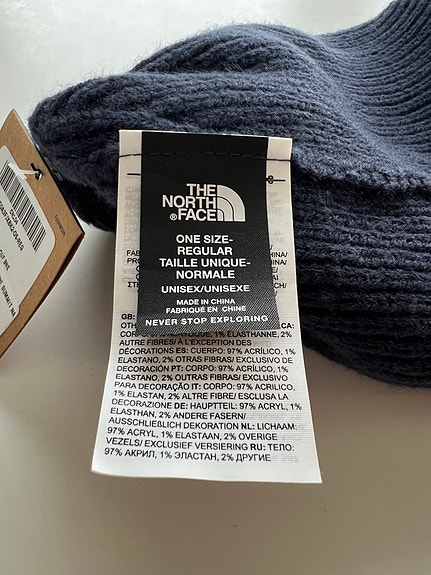 THE
NORTH
®FACE
ONE SIZE-
REGULAR
TAILLE UNIQUE-
NORMALE
UNISEX/UNISEXE
MADE IN CHINA
FABRIQUÉ EN CHINE
NEVER STOP EXPLORING
GB:
CA:
ELASTHANNE, 2%
AUTRE FIBRES/ À L'EXCEPTION DES
DÉCORATIONS ES: CUERPO: 97% ACRÍLICO, 1%
ELASTANO, 2% OTRAS FIBRAS/ EXCLUSIVO DE
DECORACIÓN PT: CORPO: 97% ACRÍLICO, 1%
ELASTANO, 2% OUTRAS FIBRAS/ EXCLUSIVO
PARA DECORAÇÃO IT: CORPO: 97% ACRILICO,
1% ELASTAN, 2% ALTRE FIBRE/ ESCLUSA LA
DECORAZIONE DE: HAUPTTEIL: 97% ACRYL, 1%
ELASTHAN, 2% ANDERE FASERN/
AUSSCHLIEßLICH DEKORATION NL: LICHAAM:
97% ACRYL, 1% ELASTAAN, 2% OVERIGE
VEZELS/ EXCLUSIEF VERSIERING RU: ТЕЛО:
97% АКРИЛ, 1% ЭЛАСТАН, 2% ДРУГИЕ